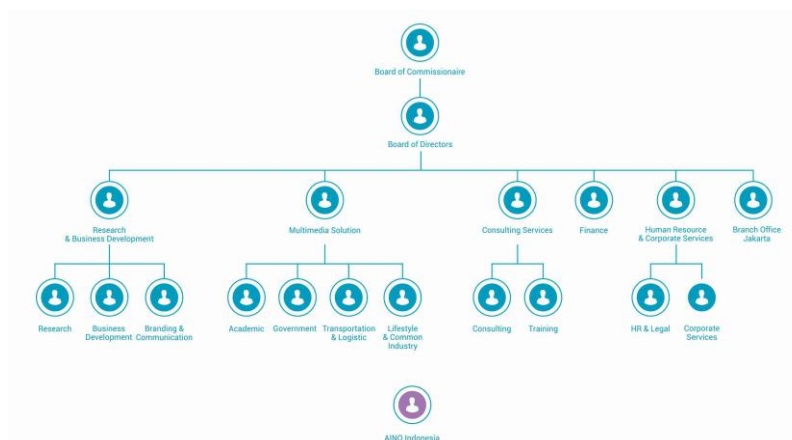 Board of Commissionaire
Board of Directors
Research
& Business Development
Multimedia Solution
Consulting Services
Finance
Human Resource
& Corporate Services
Branch Office
Jakarta
Research
Business
Development
Branding &
Communication
Academic
Government
Transportation
& Logistic
Lifestyle
& Common
Industry
Consulting
Training
HR & Legal
Corporate
Services
AINO Indonesia